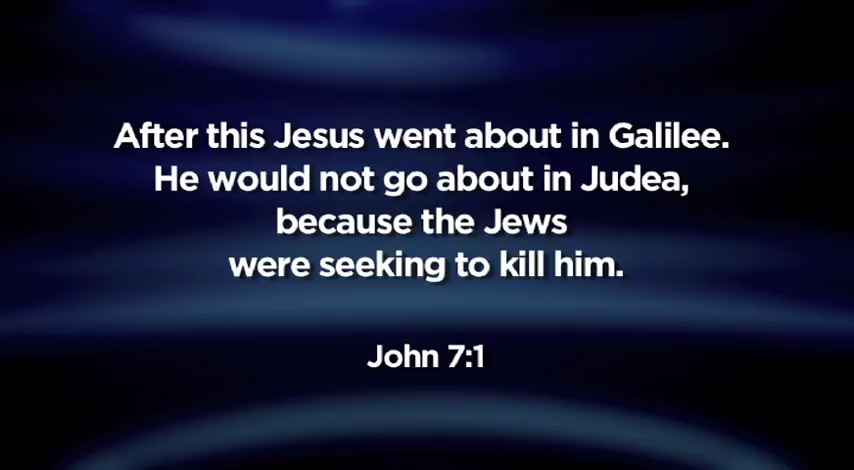 After this Jesus went about in Galilee.
He would not go about in Judea,
because the Jews
were seeking to kill him.
John 7:1